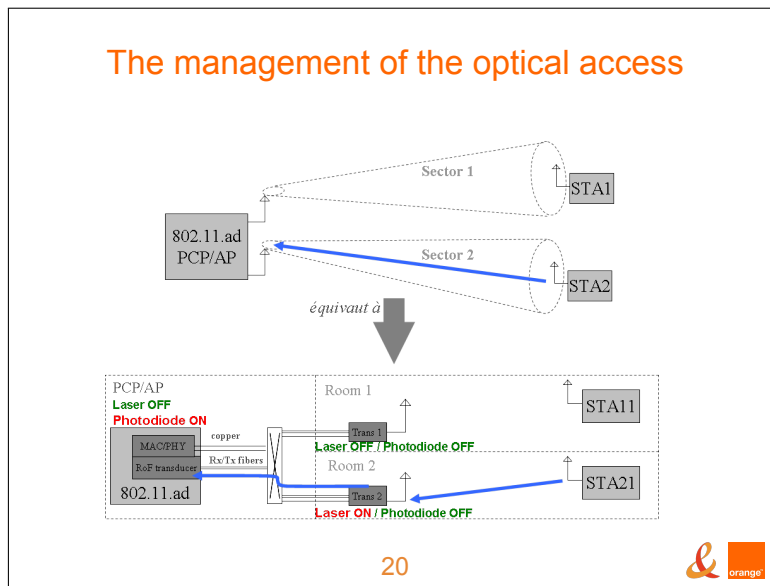 The management of the optical access
Sector 1
STA1
802.11.ad
PCP/AP
Sector 2
STA2
équivaut à
PCP/AP
Laser OFF
Photodiode ON
Room 1
STA11
copper
MAC/PHY
Trans 1
Laser OFF / Photodiode OFF
Rx/Tx fibers
RoF transducer
Room 2
802.11.ad
Trans 2
STA21
Laser ON / Photodiode OFF
20
&
orange™